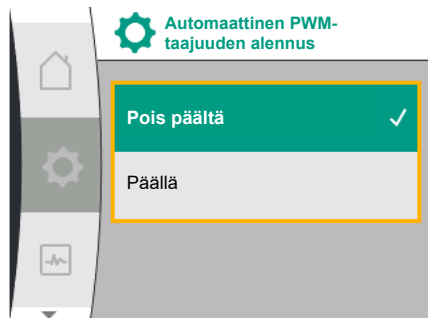 Automaattinen PWM-
taajuuden alennus
Pois päältä
Päällä